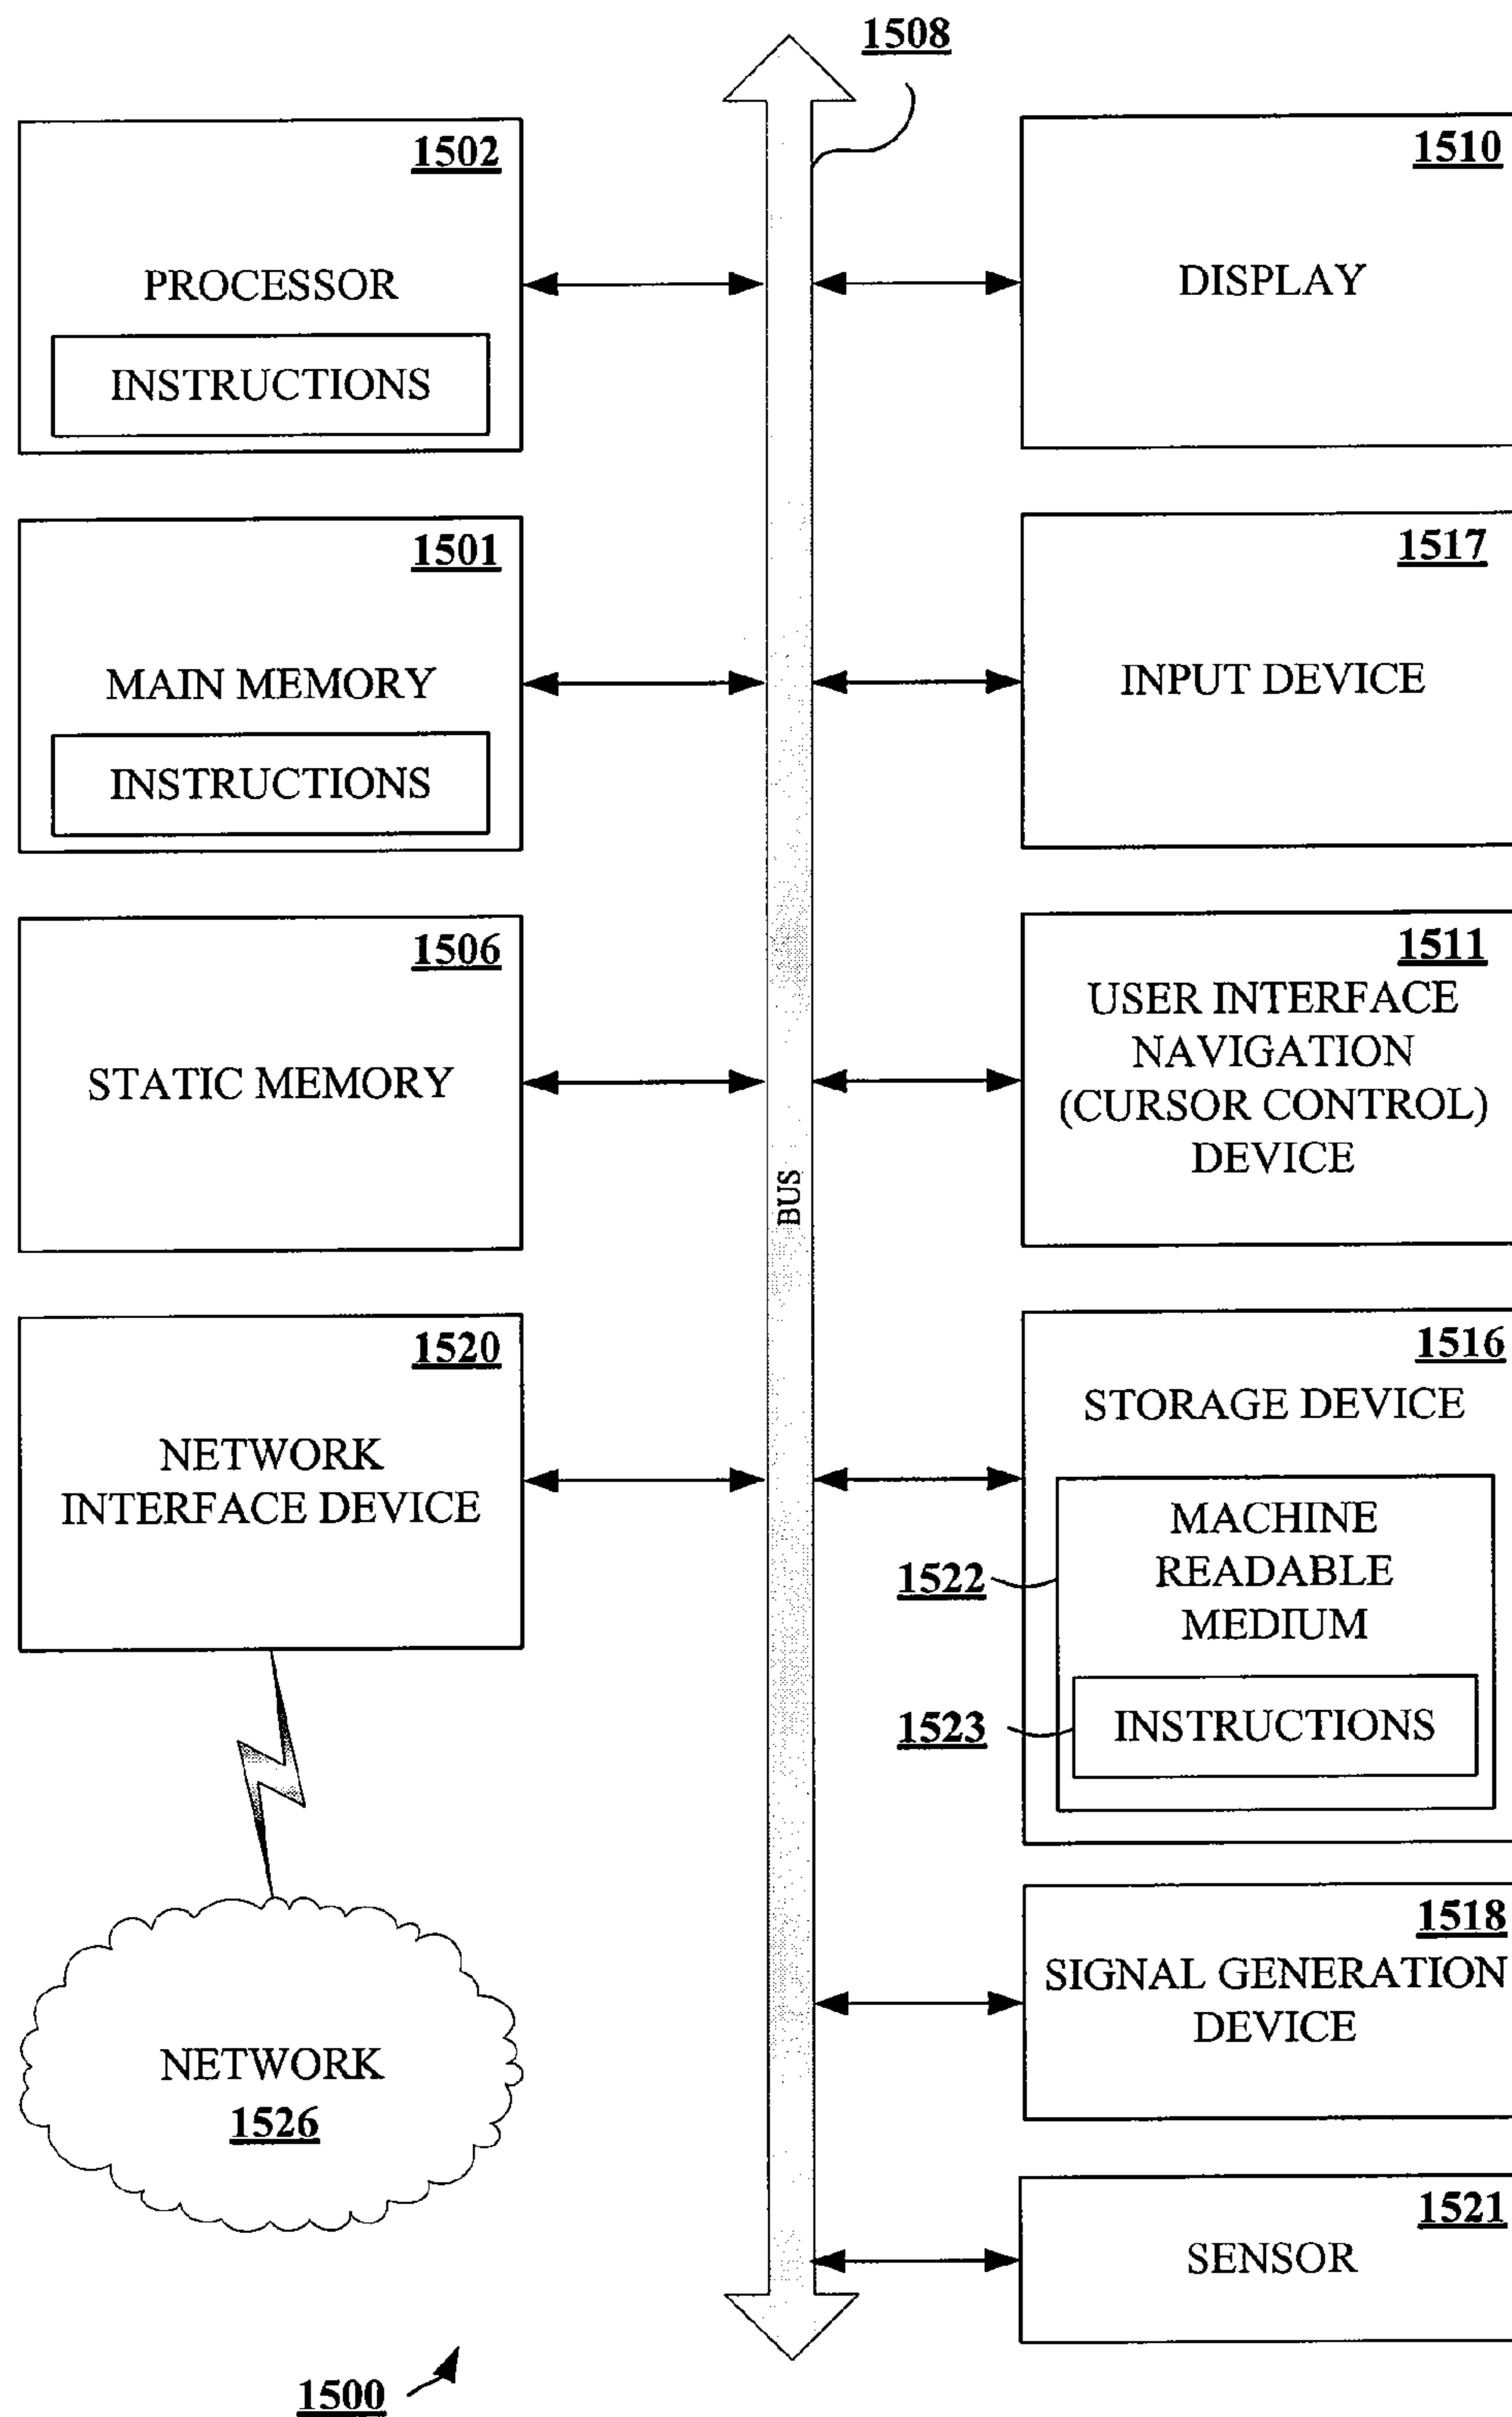 1508
1502
PROCESSOR
INSTRUCTIONS
1510
DISPLAY
1501
MAIN MEMORY
INSTRUCTIONS
1517
INPUT DEVICE
1506
STATIC MEMORY
1511
USER INTERFACE
NAVIGATION
(CURSOR CONTROL)
DEVICE
BUS
1520
NETWORK
INTERFACE DEVICE
1516
STORAGE DEVICE
MACHINE
READABLE
MEDIUM
1522
1523
INSTRUCTIONS
1518
SIGNAL GENERATION
DEVICE
NETWORK
1526
1521
SENSOR
1500